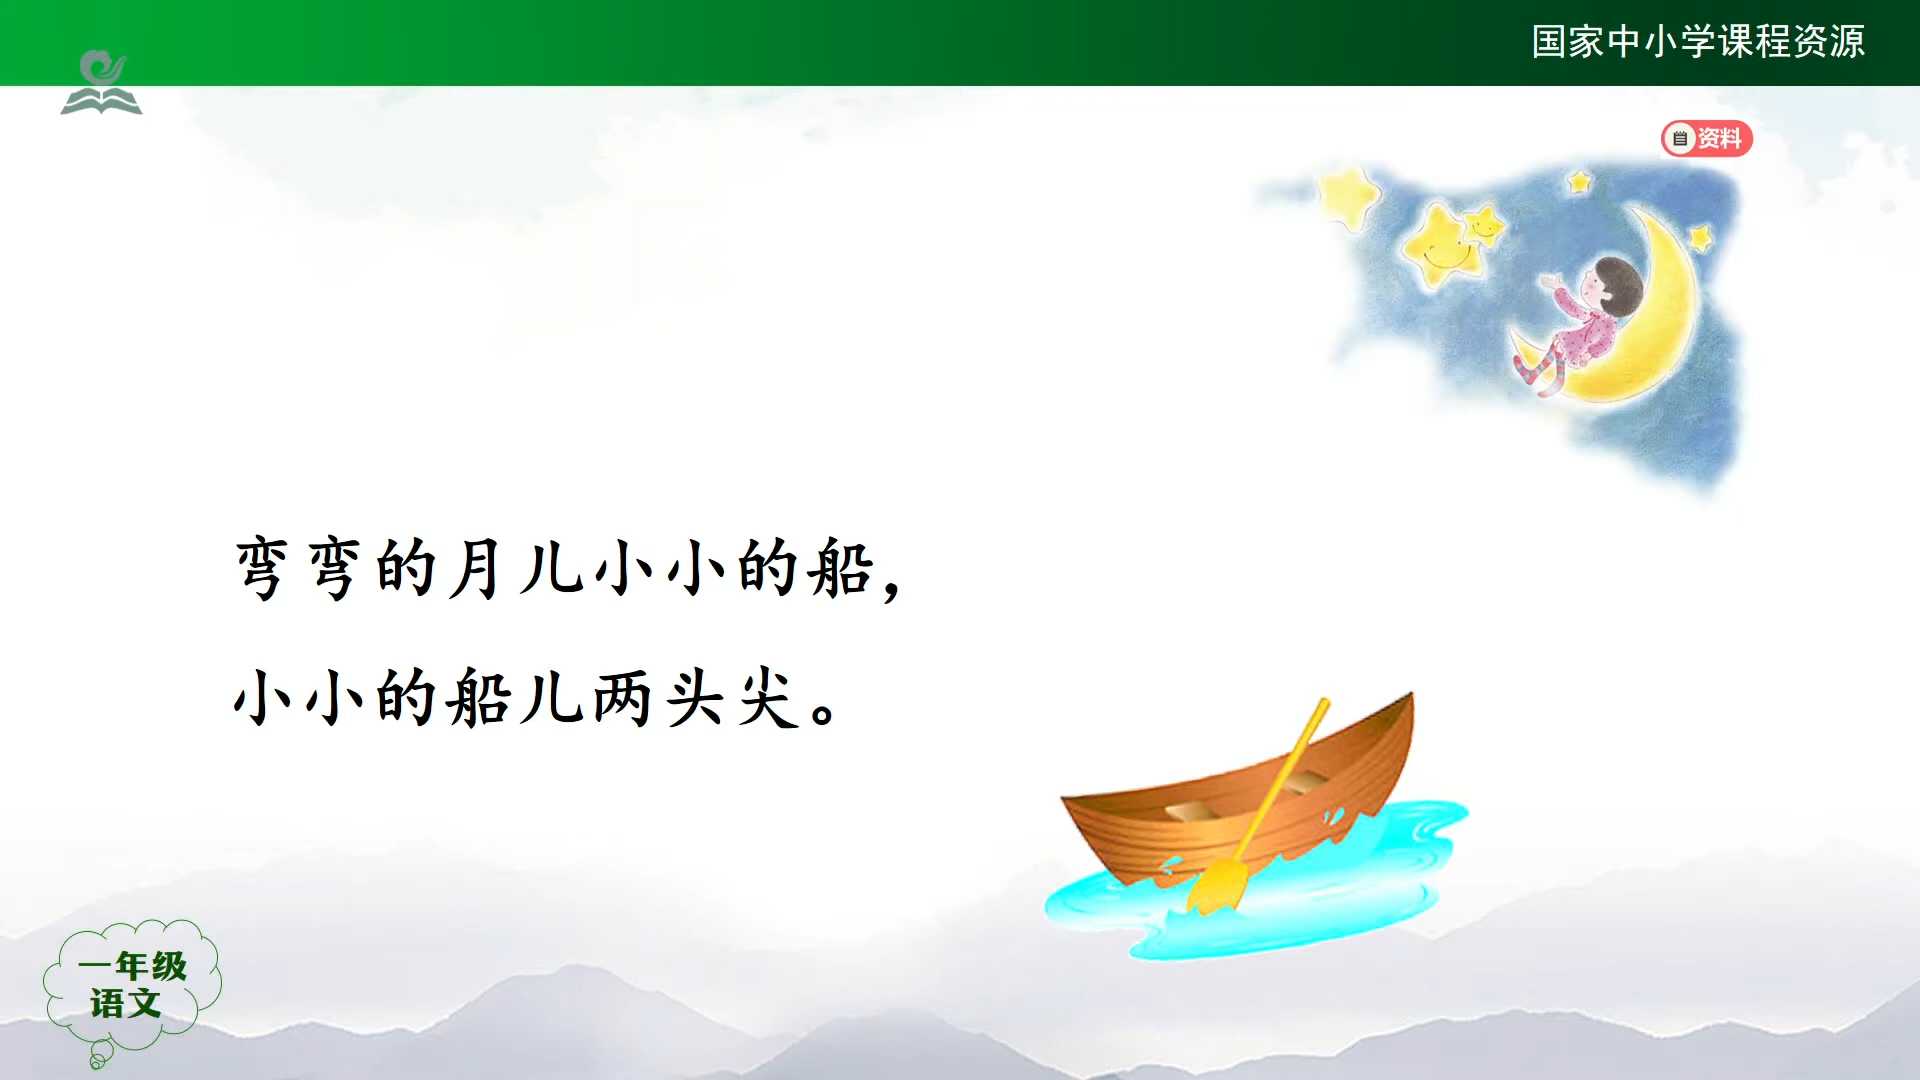 国家中小学课程资源
资料
弯弯的月儿小小的船，
小小的船儿两头尖。
一年级
语文